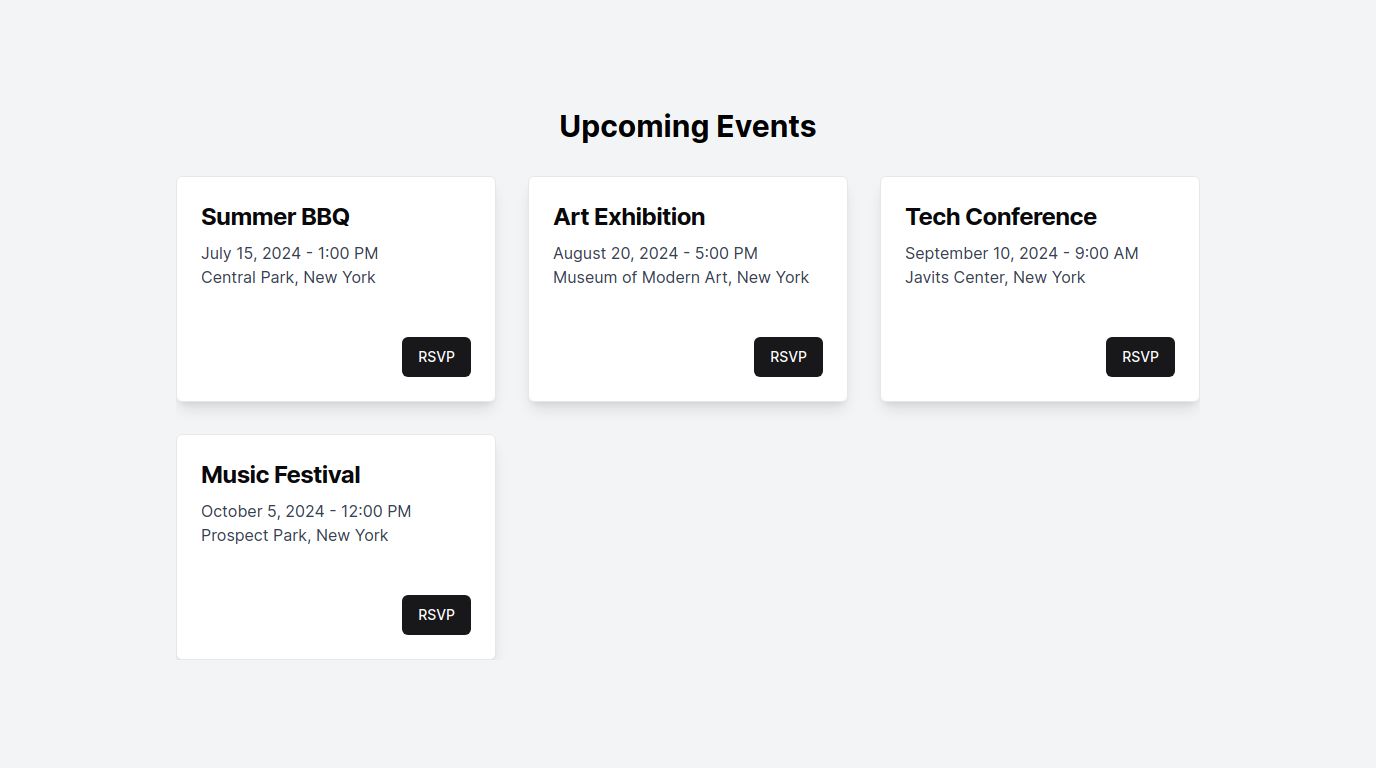 Upcoming Events
Summer BBQ
July 15, 2024 - 1:00 PM
Central Park, New York
RSVP
Art Exhibition
August 20, 2024 - 5:00 PM
Museum of Modern Art, New York
RSVP
Tech Conference
September 10, 2024 - 9:00 AM
Javits Center, New York
RSVP
Music Festival
October 5, 2024 - 12:00 PM
Prospect Park, New York
RSVP